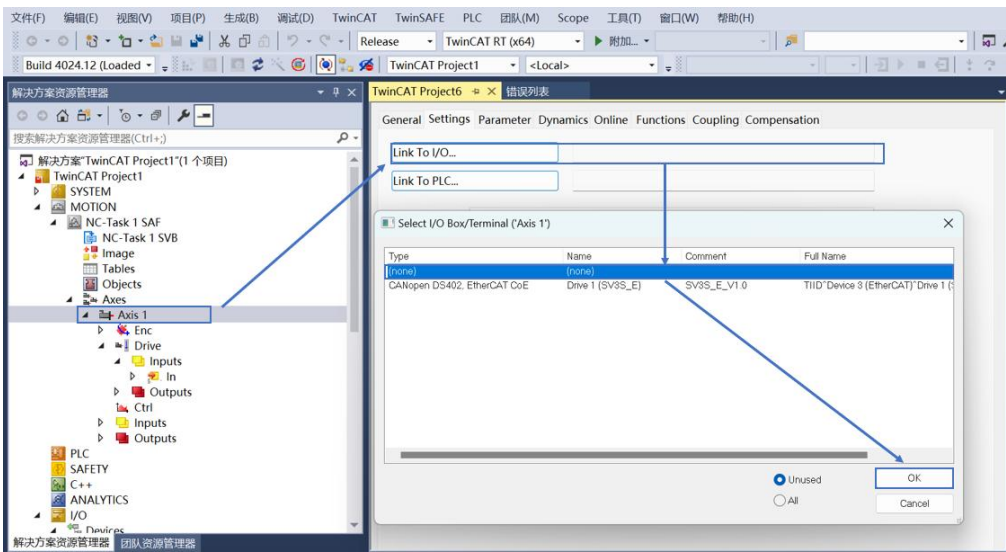 文件(F) 编辑(E) 视图(V) 项目(P) 生成(B) 调试(D) TwinCAT TwinSAFE PLC 团队(M) Scope 工具(T) 窗口(W) 帮助(H)
Release TwinCAT RT (x64) 附加...
Build 4024.12 (Loaded TwinCAT Project1 <Local>
解决方案资源管理器
搜索解决方案资源管理器(Ctrl+;)
解决方案"TwinCAT Project1"(1 个项目)
TwinCAT Project1
SYSTEM
MOTION
NC-Task 1 SAF
NC-Task 1 SVB
Image
Tables
Objects
Axes
Axis 1
Enc
Drive
Inputs
In
Outputs
Ctrl
Inputs
Outputs
PLC
SAFETY
C++
ANALYTICS
I/O
Devices
解决方案资源管理器 团队资源管理器
TwinCAT Project6 错误列表
General Settings Parameter Dynamics Online Functions Coupling Compensation
Link To I/O...
Link To PLC...
Select I/O Box/Terminal ('Axis 1')
Type Name Comment Full Name
(none) (none)
CANopen DS402, EtherCAT CoE Drive 1 (SV3S_E) SV3S_E_V1.0 TIID^Device 3 (EtherCAT)^Drive 1 (
Unused
All
OK
Cancel